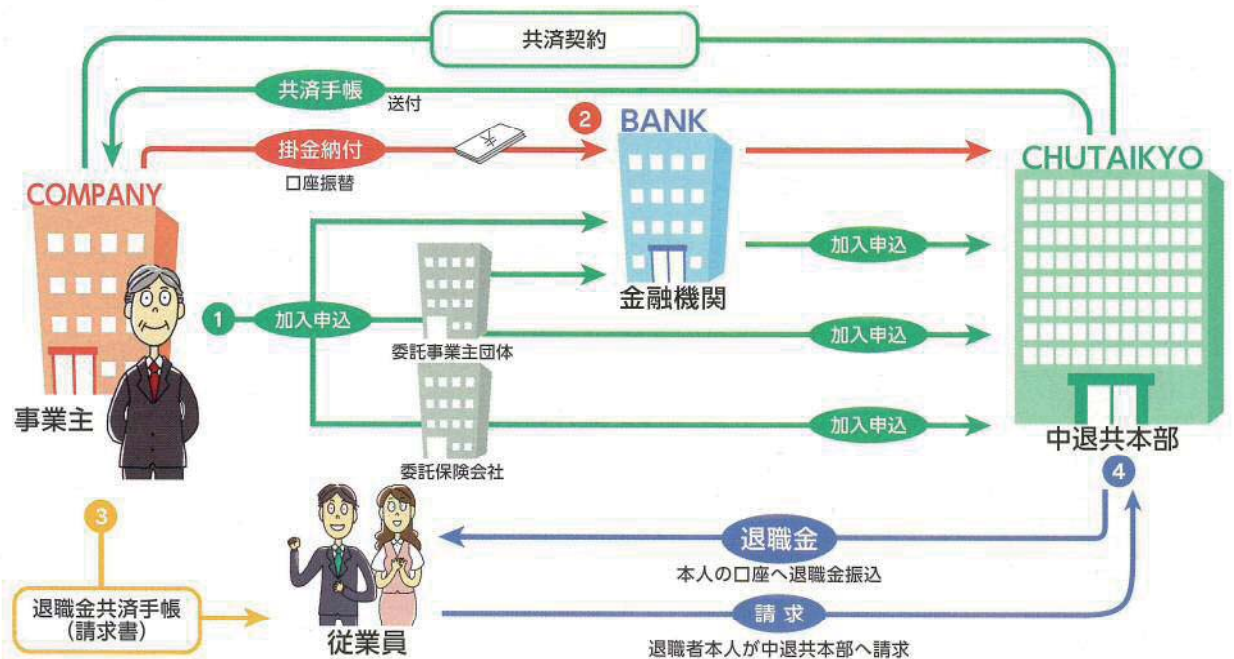 共済契約
共済手帳
送付
2
BANK
掛金納付
口座振替
CHUTAIKYO
COMPANY
加入申込
金融機関
1
加入申込
委託事業主団体
加入申込
事業主
加入申込
委託保険会社
中退共本部
4
3
退職金
本人の口座へ退職金振込
退職金共済手帳
(請求書)
請求
従業員
退職者本人が中退共本部へ請求